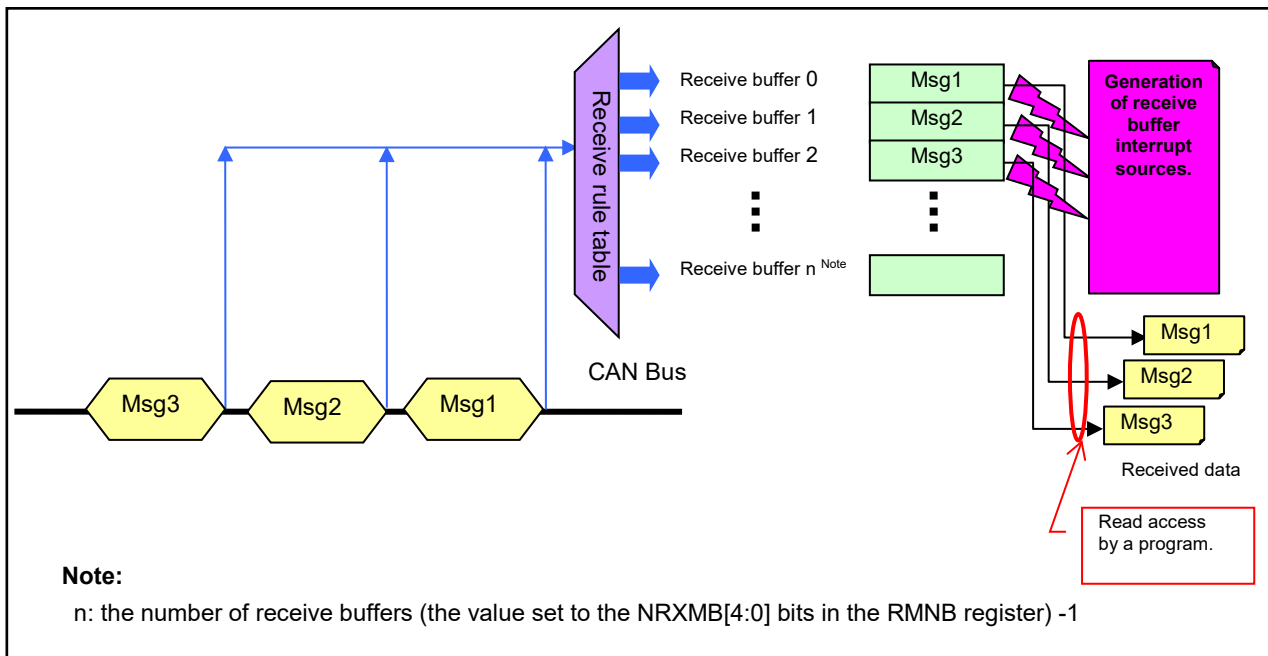 Receive rule table
Receive buffer 0
Receive buffer 1
Receive buffer 2
Receive buffer n Note
Msg1
Msg2
Msg3
Generation
of receive
buffer
interrupt
sources.
CAN Bus
Msg3
Msg2
Msg1
Msg1
Msg2
Msg3
Received data
Read access
by a program.
Note:
n: the number of receive buffers (the value set to the NRXMB[4:0] bits in the RMNB register) -1